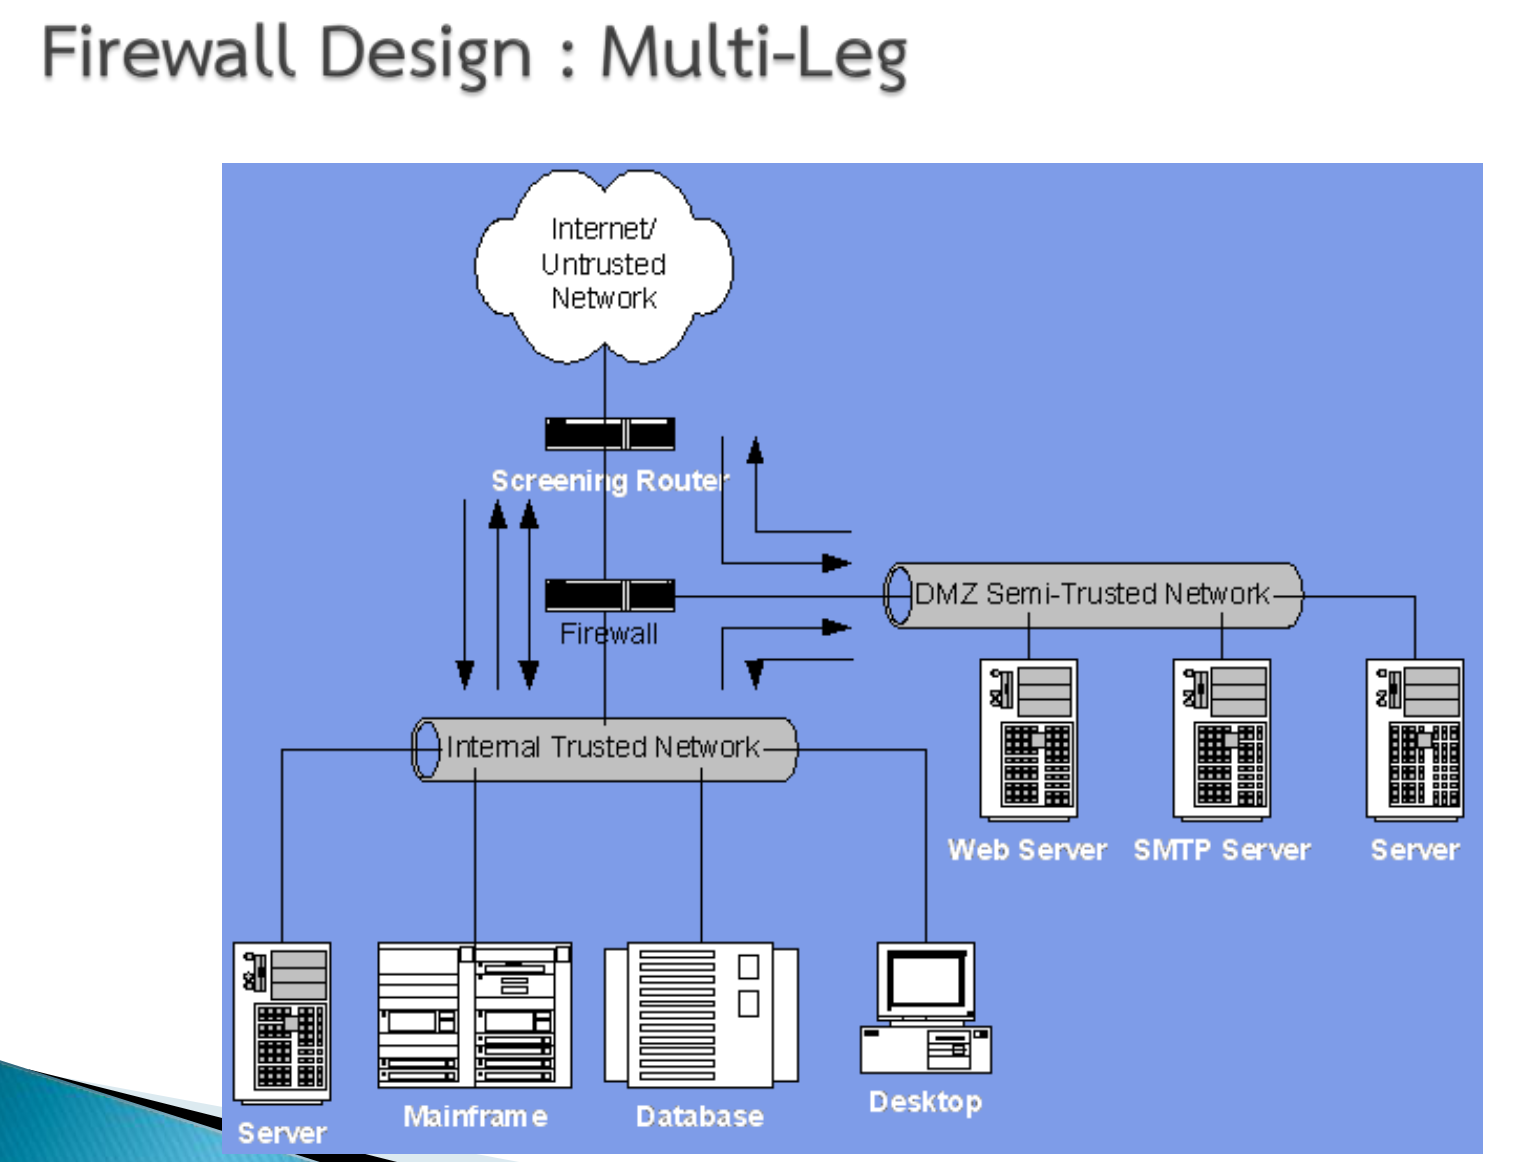 Firewall Design : Multi-Leg
Internet/
Untrusted
Network
Screening Router
Firewall
DMZ Semi-Trusted Network
Internal Trusted Network
Web Server
SMTP Server
Server
Server
Mainframe
Database
Desktop